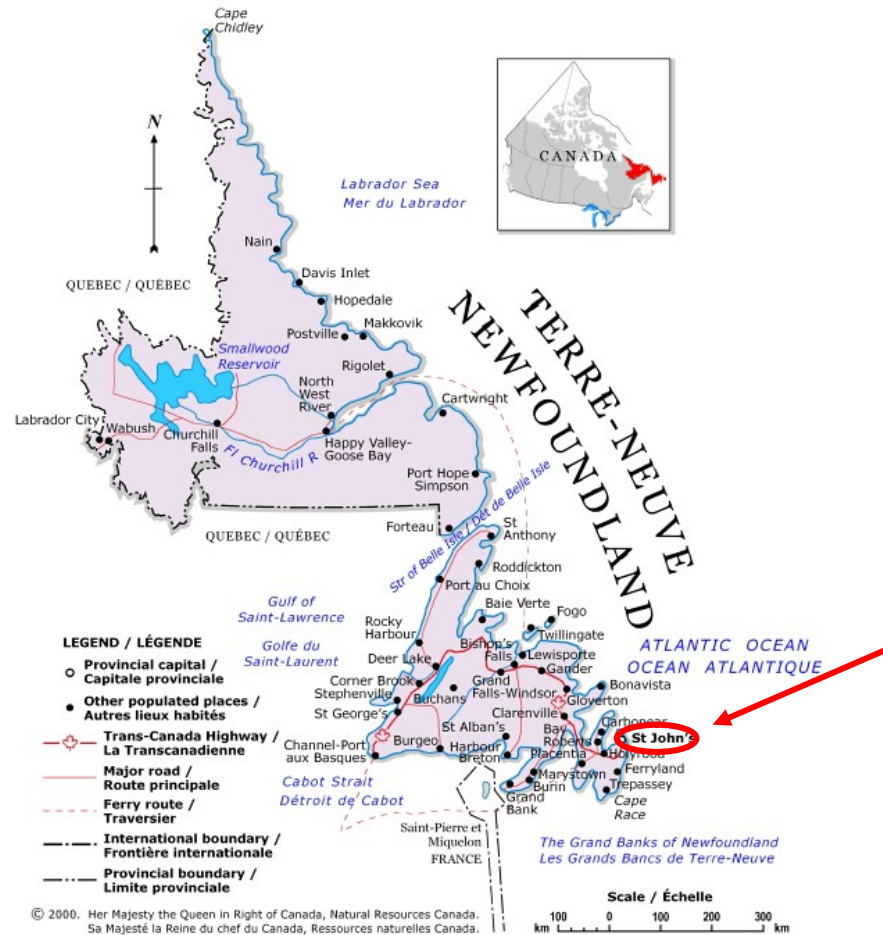 Cape
Chidley
N
CANADA
Labrador Sea
Mer du Labrador
Nain
Davis Inlet
QUEBEC / QUÉBEC
Hopedale
TERRE-NEUVE
NEWFOUNDLAND
Makkovik
Postville
Smallwood
Reservoir
Rigolet
North
West
River
Cartwright
Labrador City
Wabush
Churchill
Falls
Fl Churchill R
Happy Valley-
Goose Bay
Port Hope
Simpson
Forteau
QUEBEC / QUÉBEC
Str of Belle Isle / Dét de Belle Isle
St
Anthony
Roddickton
Port au Choix
Gulf of
Saint-Lawrence
Golfe du
Saint-Laurent
Baie Verte
Fogo
Twillingate
Rocky
Harbour
Bishop's
Falls
Lewisporte
ATLANTIC OCEAN
OCEAN ATLANTIQUE
Deer Lake
Gander
Corner Brook
Grand
Falls-Windsor
Bonavista
Stephenville
Buchans
Gloverton
St George's
Clarenville
Carbonear
St Alban's
Bay
Roberts
St John's
Channel-Port
aux Basques
Burgeo
Harbour
Breton
Placentia
Holyrood
Marystown
Ferryland
Burin
Trepassey
Grand
Bank
Cape
Race
Cabot Strait
Détroit de Cabot
Saint-Pierre et
Miquelon
FRANCE
The Grand Banks of Newfoundland
Les Grands Bancs de Terre-Neuve
LEGEND / LÉGENDE
Provincial capital /
Capitale provinciale
Other populated places /
Autres lieux habités
Trans-Canada Highway /
La Transcanadienne
Major road /
Route principale
Ferry route /
Traversier
International boundary /
Frontière internationale
Provincial boundary /
Limite provinciale
Scale / Échelle
100 0 100 200 300
km km
© 2000. Her Majesty the Queen in Right of Canada, Natural Resources Canada.
Sa Majesté la Reine du chef du Canada, Ressources naturelles Canada.